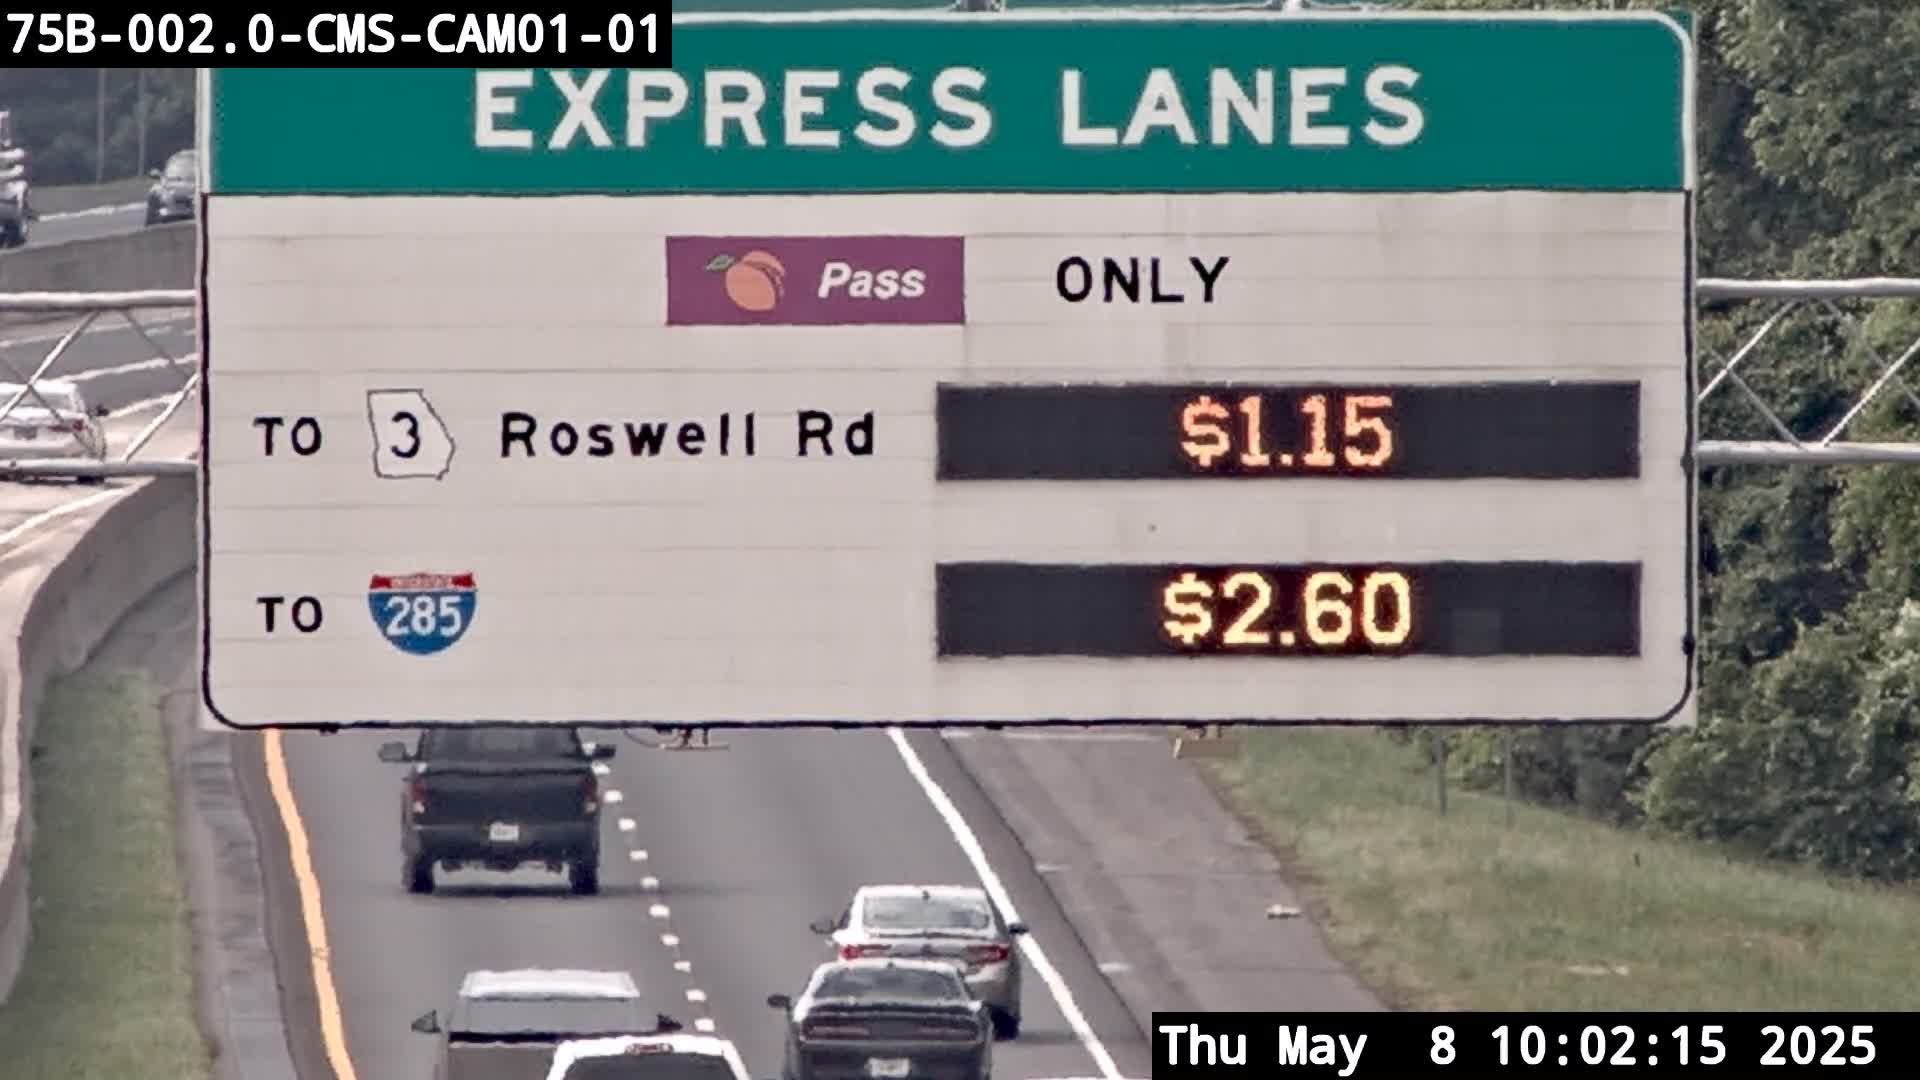 75B-002.0-CMS-CAM01-01
EXPRESS LANES
Pass ONLY
TO 3 Roswell Rd $1.15
INTERSTATE
TO 285 $2.60
Thu May 8 10:02:15 2025